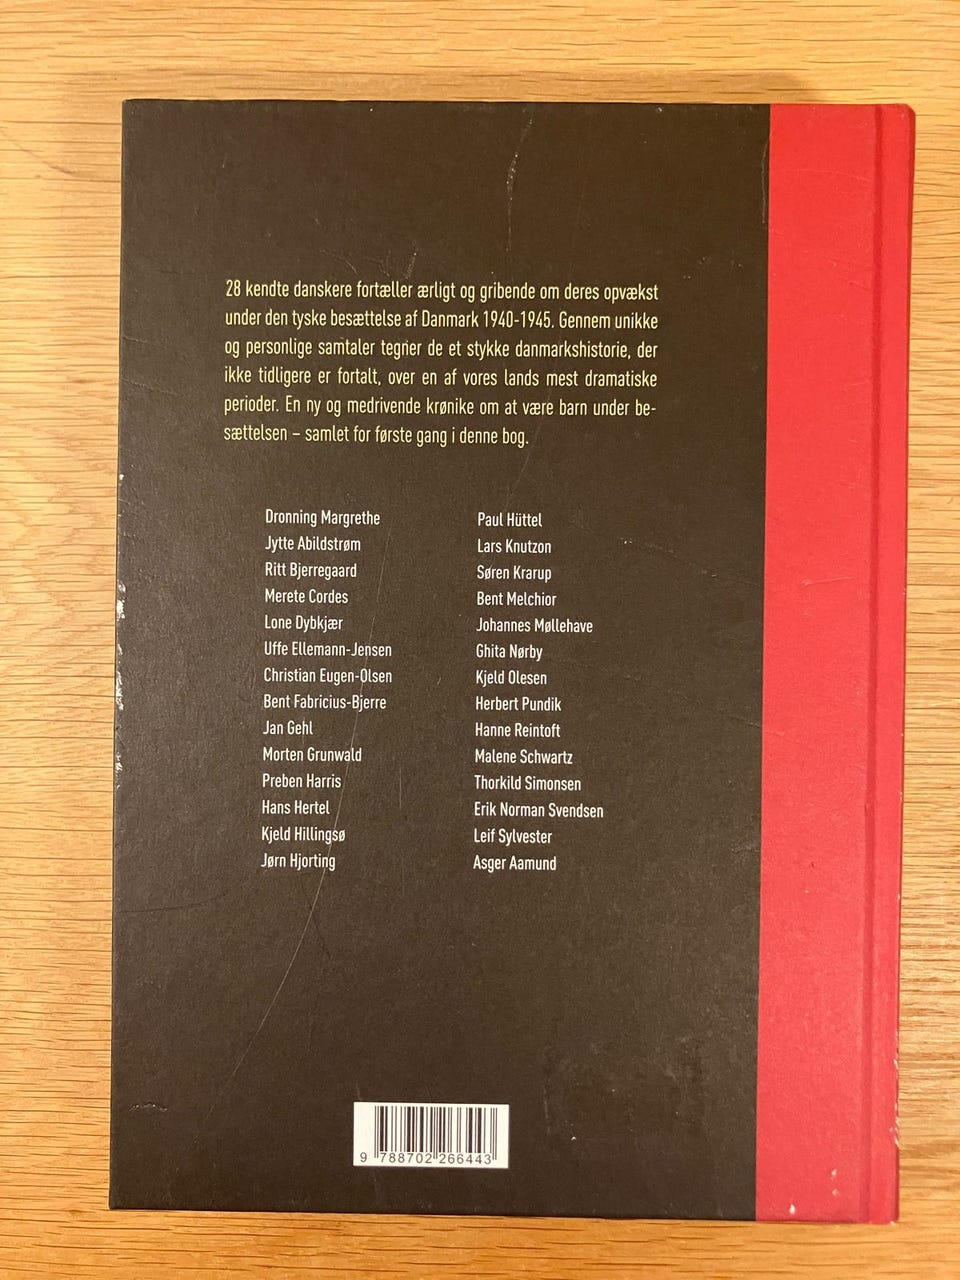 28 kendte danskere fortæller ærligt og gribende om deres opvækst
under den tyske besættelse af Danmark 1940-1945. Gennem unikke
og personlige samtaler tegner de et stykke danmarkshistorie, der
ikke tidligere er fortalt, over en af vores lands mest dramatiske
perioder. En ny og medrivende krønike om at være barn under be-
sættelsen – samlet for første gang i denne bog.
Dronning Margrethe
Jytte Abildstrøm
Ritt Bjerregaard
Merete Cordes
Lone Dybkjær
Uffe Ellemann-Jensen
Christian Eugen-Olsen
Bent Fabricius-Bjerre
Jan Gehl
Morten Grunwald
Preben Harris
Hans Hertel
Kjeld Hillingsø
Jørn Hjorting
Paul Hüttel
Lars Knutzon
Søren Krarup
Bent Melchior
Johannes Møllehave
Ghita Nørby
Kjeld Olesen
Herbert Pundik
Hanne Reintoft
Malene Schwartz
Thorkild Simonsen
Erik Norman Svendsen
Leif Sylvester
Asger Aamund
9 788702 266443